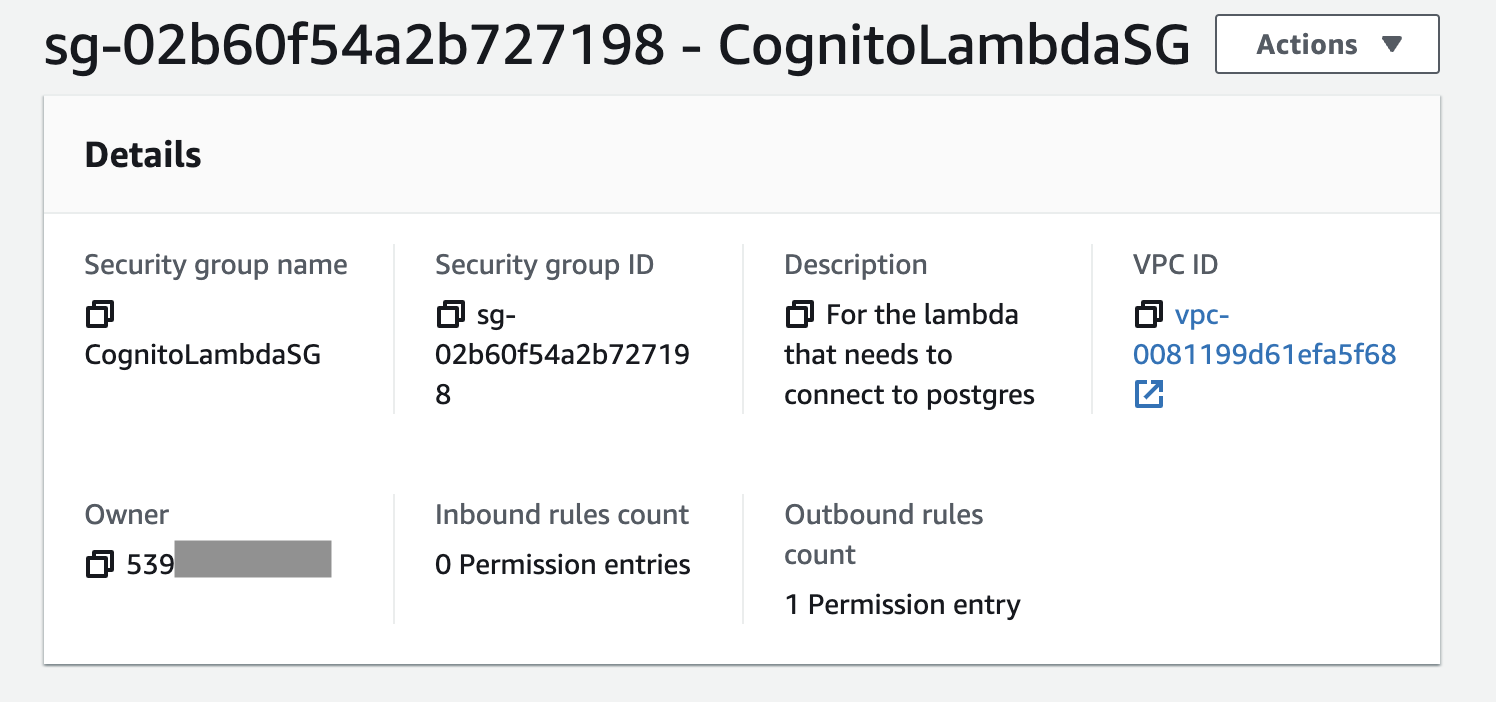 sg-02b60f54a2b727198 - CognitoLambdaSG
Actions
Details
Security group name
CognitoLambdaSG
Security group ID
sg-
02b60f54a2b72719
8
Description
For the lambda
that needs to
connect to postgres
VPC ID
vpc-
0081199d61efa5f68
Owner
539
Inbound rules count
0 Permission entries
Outbound rules
count
1 Permission entry